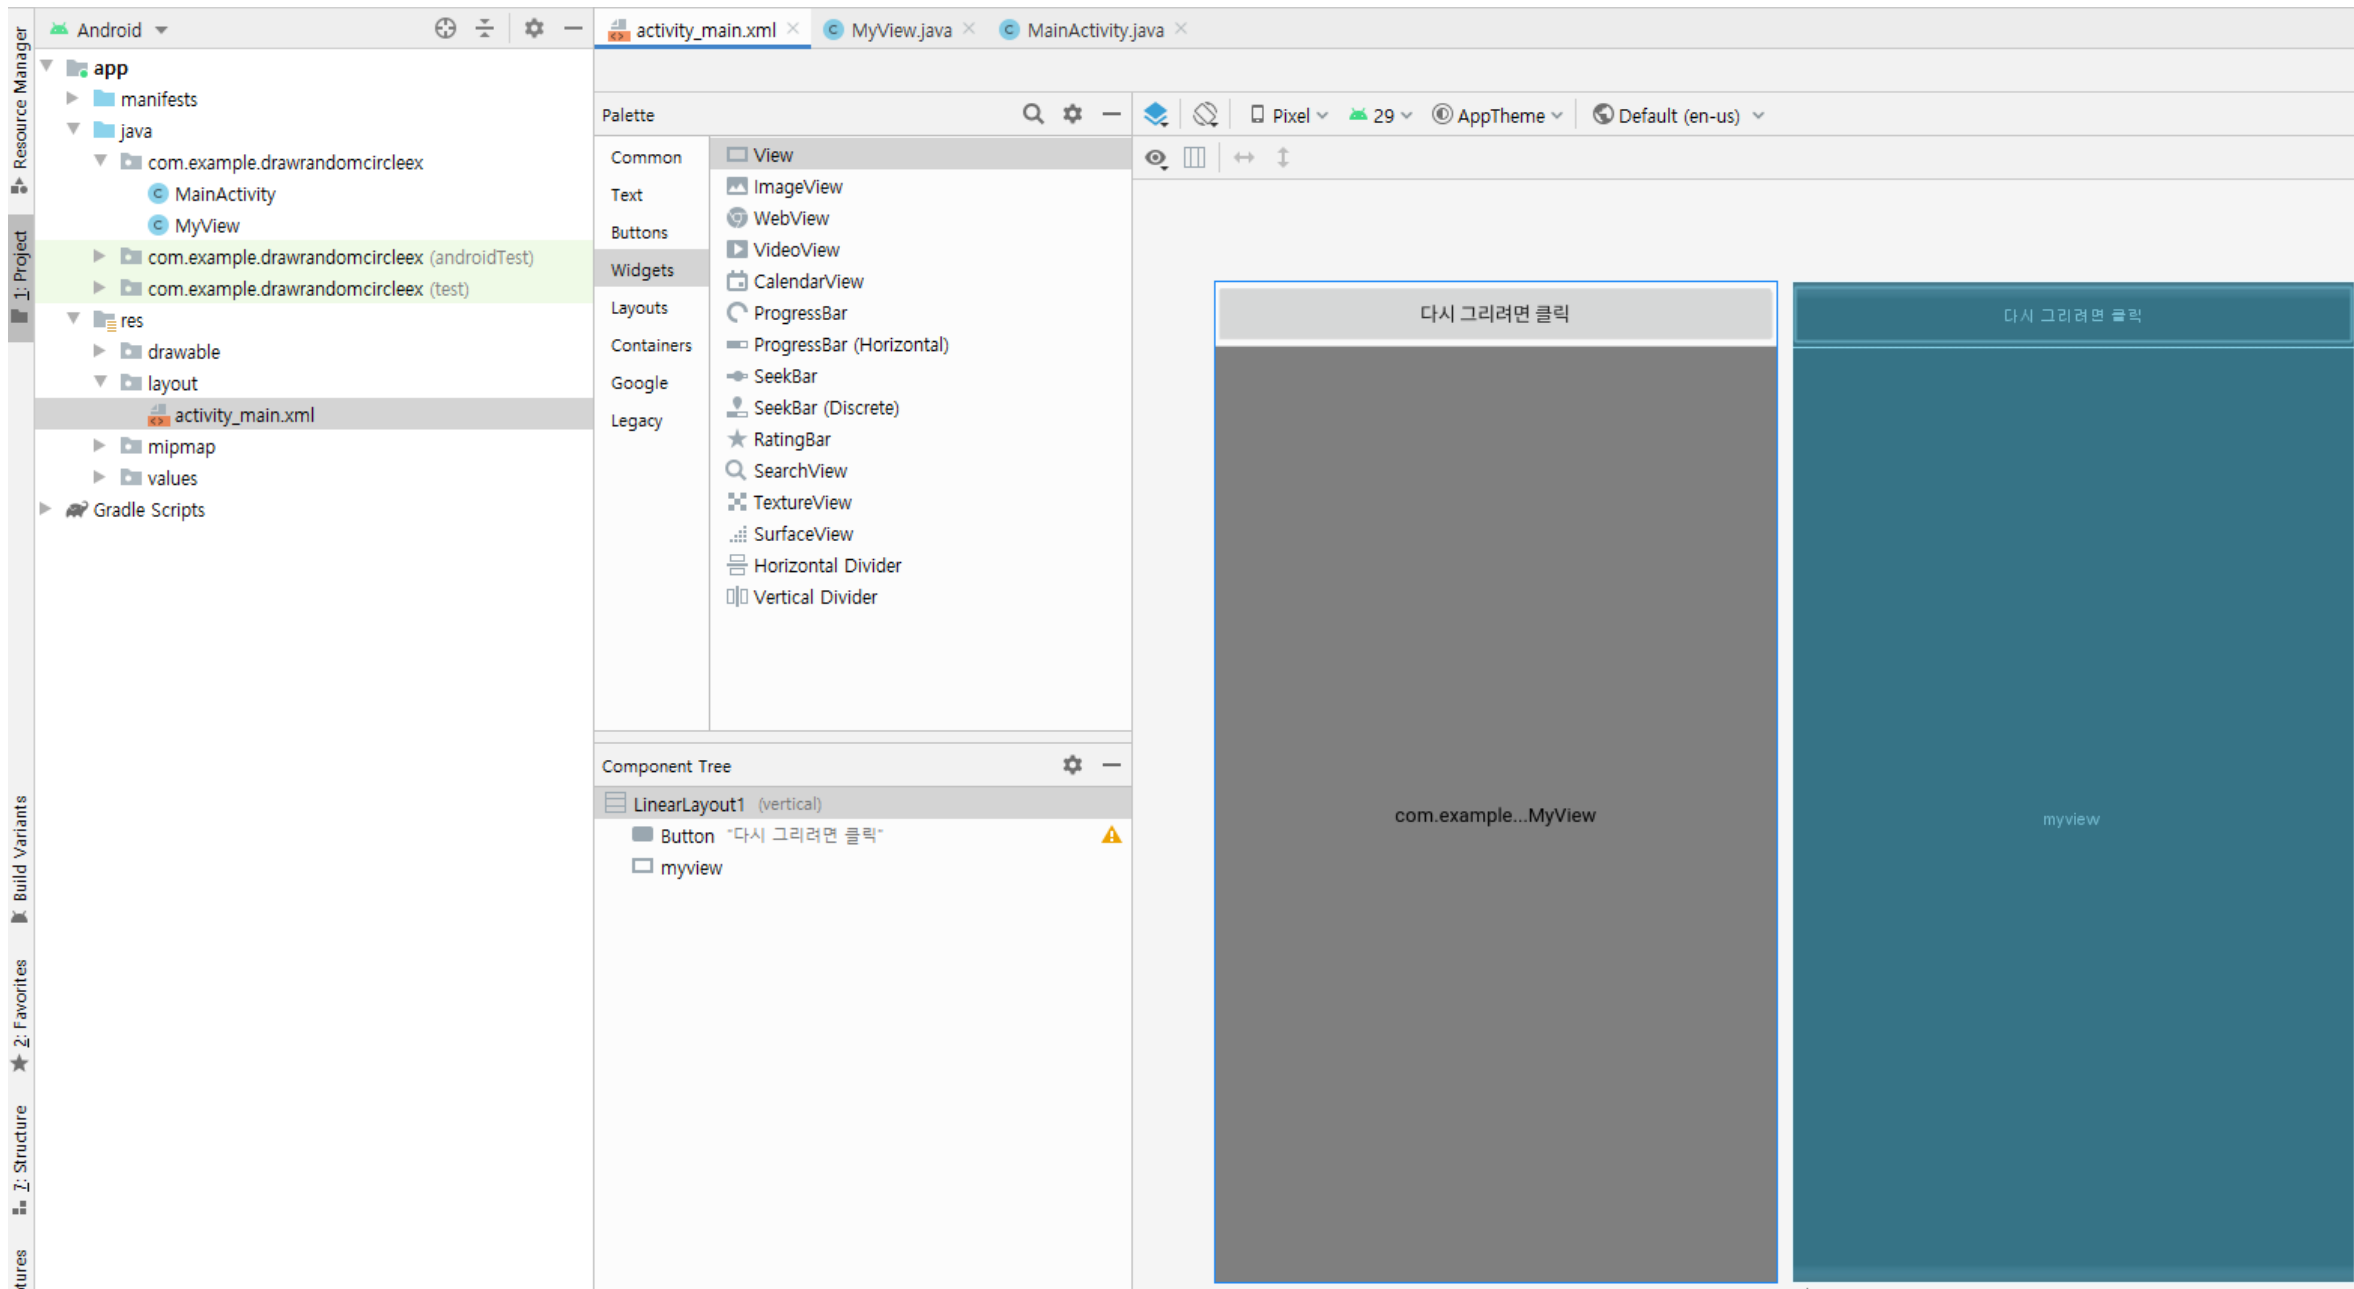 Android
activity_main.xml
MyView.java
MainActivity.java
Resource Manager
1: Project
Build Variants
2: Favorites
7: Structure
app
manifests
java
com.example.drawrandomcircleex
MainActivity
MyView
com.example.drawrandomcircleex (androidTest)
com.example.drawrandomcircleex (test)
res
drawable
layout
activity_main.xml
mipmap
values
Gradle Scripts
Palette
Common
Text
Buttons
Widgets
Layouts
Containers
Google
Legacy
View
ImageView
WebView
VideoView
CalendarView
ProgressBar
ProgressBar (Horizontal)
SeekBar
SeekBar (Discrete)
RatingBar
SearchView
TextureView
SurfaceView
Horizontal Divider
Vertical Divider
Component Tree
LinearLayout1 (vertical)
Button "다시 그리려면 클릭"
myview
Pixel 29 AppTheme Default (en-us)
다시 그리려면 클릭
com.example...MyView
다시 그리려면 클릭
myview